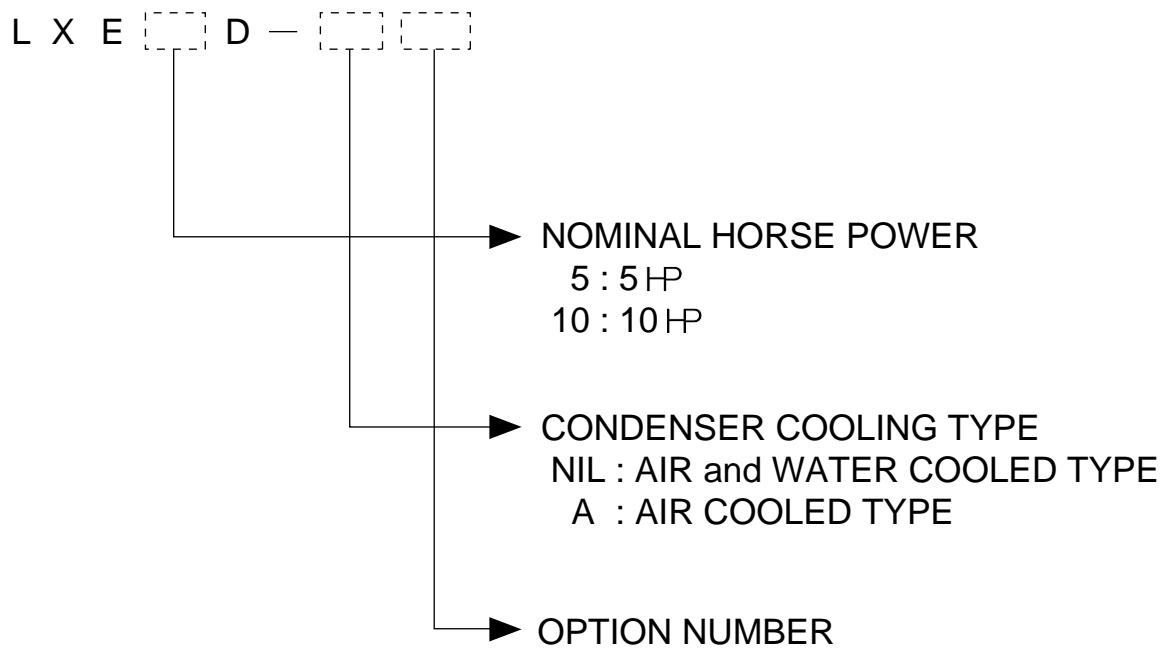 L X E D —
NOMINAL HORSE POWER
5 : 5 HP
10 : 10 HP
CONDENSER COOLING TYPE
NIL : AIR and WATER COOLED TYPE
A : AIR COOLED TYPE
OPTION NUMBER